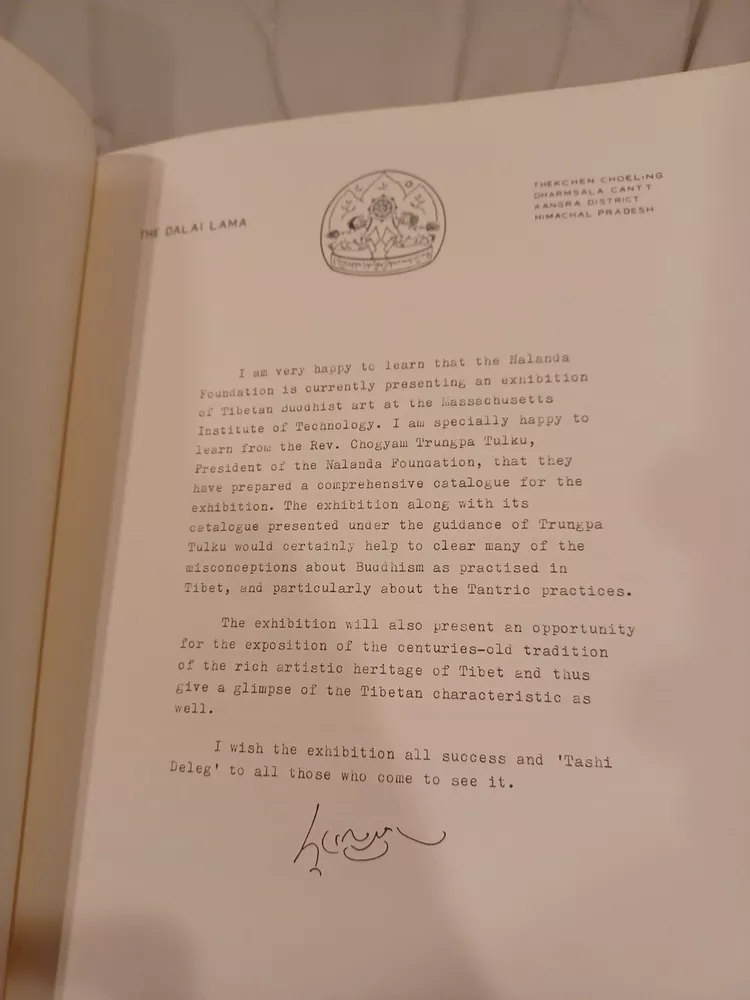 THE DALAI LAMA
THEKCHEN CHOELING
DHARMSALA CANTT
KANGRA DISTRICT
HIMACHAL PRADESH
I am very happy to learn that the Nalanda
Foundation is currently presenting an exhibition
of Tibetan Buddhist art at the Massachusetts
Institute of Technology. I am specially happy to
learn from the Rev. Chogyam Trungpa Tulku,
President of the Nalanda Foundation, that they
have prepared a comprehensive catalogue for the
exhibition. The exhibition along with its
catalogue presented under the guidance of Trungpa
Tulku would certainly help to clear many of the
misconceptions about Buddhism as practised in
Tibet, and particularly about the Tantric practices.
The exhibition will also present an opportunity
for the exposition of the centuries-old tradition
of the rich artistic heritage of Tibet and thus
give a glimpse of the Tibetan characteristic as
well.
I wish the exhibition all success and 'Tashi
Deleg' to all those who come to see it.